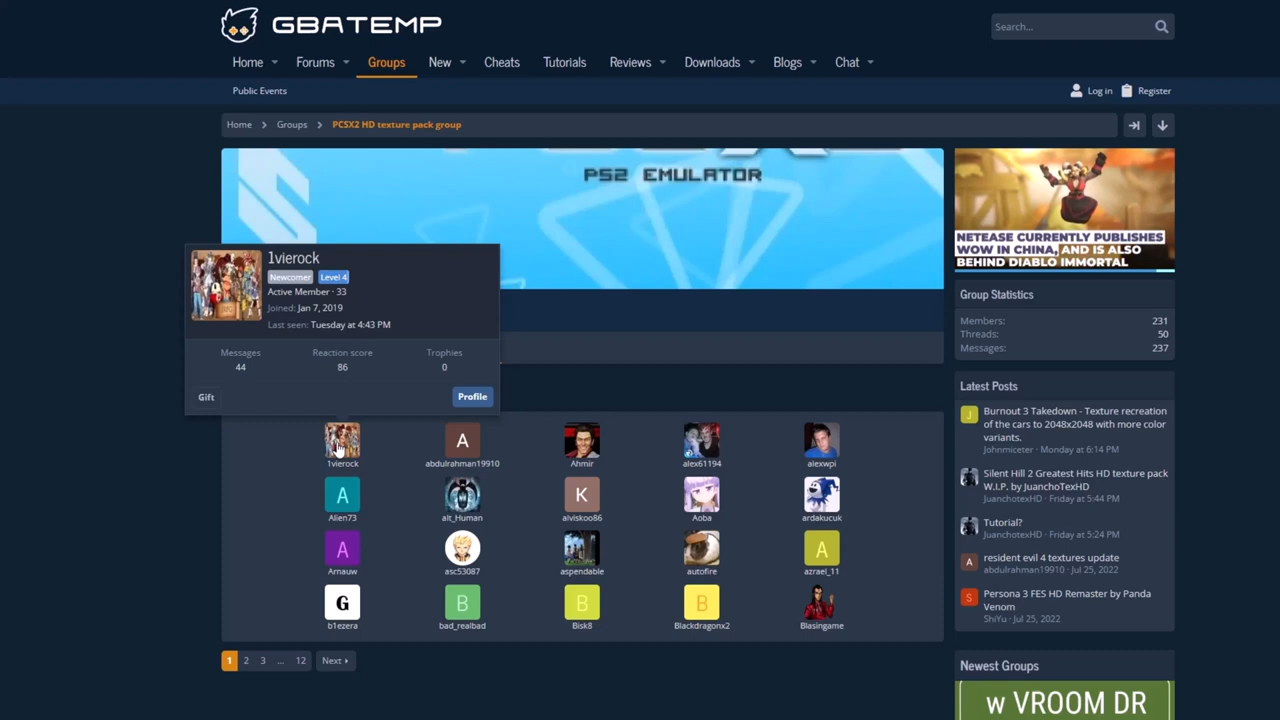 GBATEMP
Search...
Home Forums Groups New Cheats Tutorials Reviews Downloads Blogs Chat
Public Events
Log in Register
Home Groups PCSX2 HD texture pack group
PS2 EMULATOR
NETEASE CURRENTLY PUBLISHES
WOW IN CHINA, AND IS ALSO
BEHIND DIABLO IMMORTAL
1vierock
Newcomer Level 4
Active Member · 33
Joined: Jan 7, 2019
Last seen: Tuesday at 4:43 PM
Messages Reaction score Trophies
44 86 0
Gift Profile
1vierock abdulrahman19910 Ahmir alex61194 alexwpi
A
A K
Alien73 alt_Human alviskoo86 Aoba ardakucuk
A A
Arnauw asc53087 aspendable autofire azrael_11
G B B B
b1ezera bad_realbad Bisk8 Blackdragonx2 Blasingame
1 2 3 ... 12 Next
Group Statistics
Members: 231
Threads: 50
Messages: 237
Latest Posts
J
Burnout 3 Takedown - Texture recreation
of the cars to 2048x2048 with more color
variants.
Johnmiceter · Monday at 6:14 PM
Silent Hill 2 Greatest Hits HD texture pack
W.I.P. by JuanchoTexHD
JuanchotexHD · Friday at 5:44 PM
Tutorial?
JuanchotexHD · Friday at 5:24 PM
A
resident evil 4 textures update
abdulrahman19910 · Jul 25, 2022
S
Persona 3 FES HD Remaster by Panda
Venom
ShiYu · Jul 25, 2022
Newest Groups
w VROOM DR